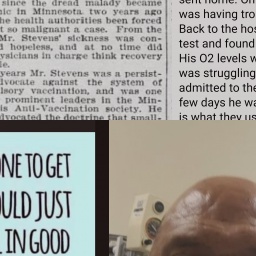 since the dread malady became
ic in Minnesota two years ago
he health authorities been forced
t so malignant a case. From the
Mr. Stevens' sickness was con-
d hopeless, and at no time did
ysicians in charge think recovery
le.
years Mr. Stevens was a persist-
dvocate against the system of
lsory vaccination, and was one
prominent leaders in the Min-
is Anti-Vaccination society. He
dvocated the doctrine that small-
sent home. On
was having tro
Back to the hos
test and found
His O2 levels w
was struggling
admitted to the
few days he wa
is what they us
ONE TO GET
OULD JUST
IN GOOD